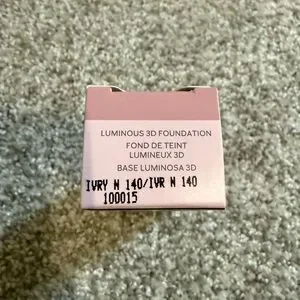 LUMINOUS 3D FOUNDATION
FOND DE TEINT
LUMINEUX 3D
BASE LUMINOSA 3D
IVRY N 140/IVR N 140
100015